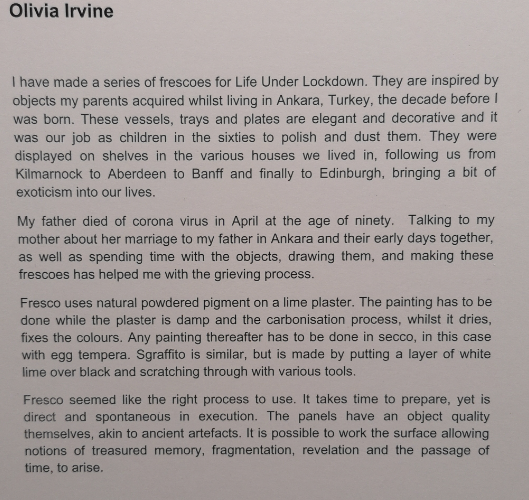 Olivia Irvine
I have made a series of frescoes for Life Under Lockdown. They are inspired by
objects my parents acquired whilst living in Ankara, Turkey, the decade before I
was born. These vessels, trays and plates are elegant and decorative and it
was our job as children in the sixties to polish and dust them. They were
displayed on shelves in the various houses we lived in, following us from
Kilmarnock to Aberdeen to Banff and finally to Edinburgh, bringing a bit of
exoticism into our lives.
My father died of corona virus in April at the age of ninety. Talking to my
mother about her marriage to my father in Ankara and their early days together,
as well as spending time with the objects, drawing them, and making these
frescoes has helped me with the grieving process.
Fresco uses natural powdered pigment on a lime plaster. The painting has to be
done while the plaster is damp and the carbonisation process, whilst it dries,
fixes the colours. Any painting thereafter has to be done in secco, in this case
with egg tempera. Sgraffito is similar, but is made by putting a layer of white
lime over black and scratching through with various tools.
Fresco seemed like the right process to use. It takes time to prepare, yet is
direct and spontaneous in execution. The panels have an object quality
themselves, akin to ancient artefacts. It is possible to work the surface allowing
notions of treasured memory, fragmentation, revelation and the passage of
time, to arise.